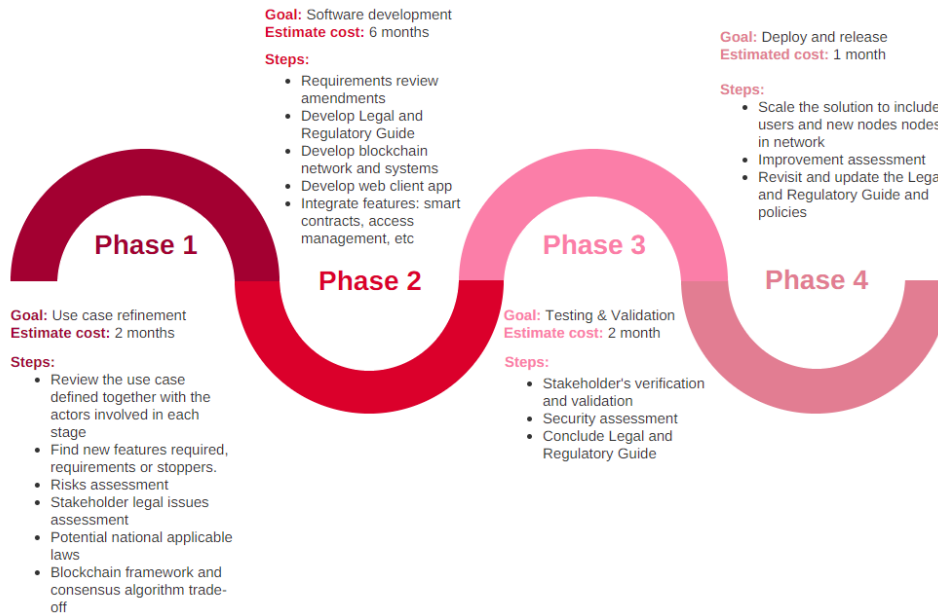 Phase 1
Goal: Use case refinement
Estimate cost: 2 months
Steps:
Review the use case
defined together with the
actors involved in each
stage
Find new features required,
requirements or stoppers.
Risks assessment
Stakeholder legal issues
assessment
Potential national applicable
laws
Blockchain framework and
consensus algorithm trade-
off
Goal: Software development
Estimate cost: 6 months
Steps:
Requirements review
amendments
Develop Legal and
Regulatory Guide
Develop blockchain
network and systems
Develop web client app
Integrate features: smart
contracts, access
management, etc
Phase 2
Phase 3
Goal: Testing & Validation
Estimate cost: 2 month
Steps:
Stakeholder's verification
and validation
Security assessment
Conclude Legal and
Regulatory Guide
Goal: Deploy and release
Estimated cost: 1 month
Steps:
Scale the solution to include
users and new nodes nodes
in network
Improvement assessment
Revisit and update the Legal
and Regulatory Guide and
policies
Phase 4